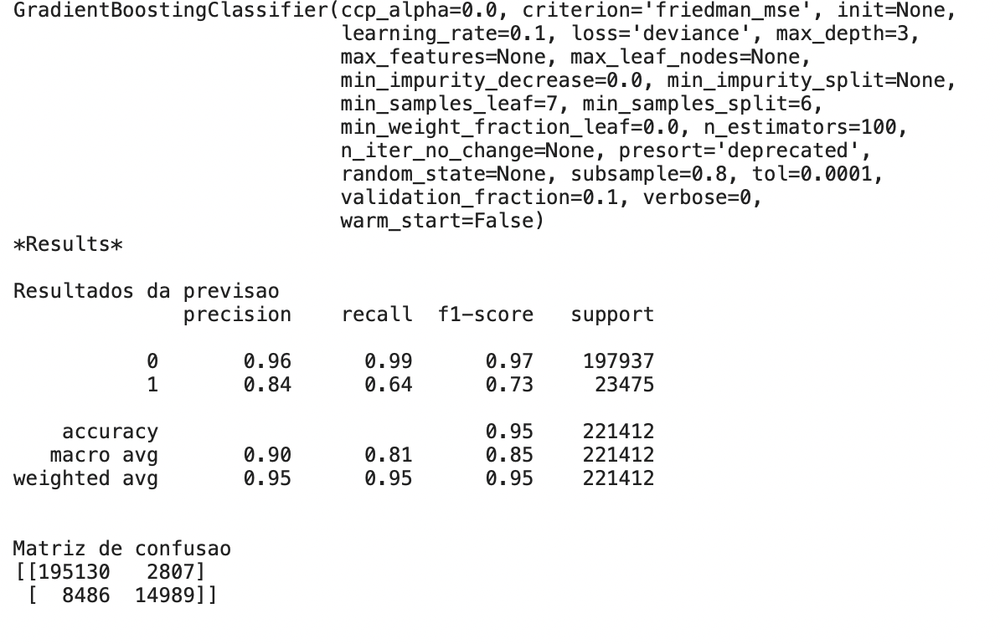 GradientBoostingClassifier(ccp_alpha=0.0, criterion='friedman_mse', init=None,
                           learning_rate=0.1, loss='deviance', max_depth=3,
                           max_features=None, max_leaf_nodes=None,
                           min_impurity_decrease=0.0, min_impurity_split=None,
                           min_samples_leaf=7, min_samples_split=6,
                           min_weight_fraction_leaf=0.0, n_estimators=100,
                           n_iter_no_change=None, presort='deprecated',
                           random_state=None, subsample=0.8, tol=0.0001,
                           validation_fraction=0.1, verbose=0,
                           warm_start=False)
*Results*

Resultados da previsao
              precision    recall  f1-score   support

           0       0.96      0.99      0.97    197937
           1       0.84      0.64      0.73     23475

    accuracy                           0.95    221412
   macro avg       0.90      0.81      0.85    221412
weighted avg       0.95      0.95      0.95    221412


Matriz de confusao
[[195130   2807]
 [  8486  14989]]